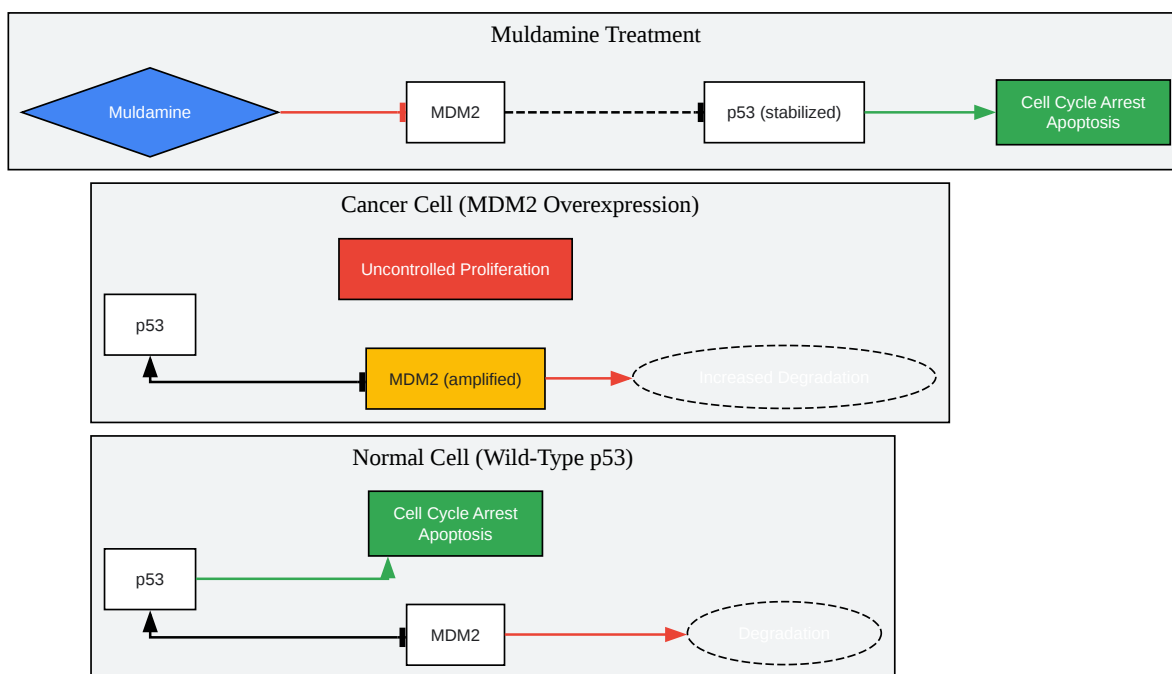 Muldamine Treatment
Muldamine
MDM2
p53 (stabilized)
Cell Cycle Arrest
Apoptosis
Cancer Cell (MDM2 Overexpression)
Uncontrolled Proliferation
p53
MDM2 (amplified)
Increased Degradation
Normal Cell (Wild-Type p53)
Cell Cycle Arrest
Apoptosis
p53
MDM2
Degradation